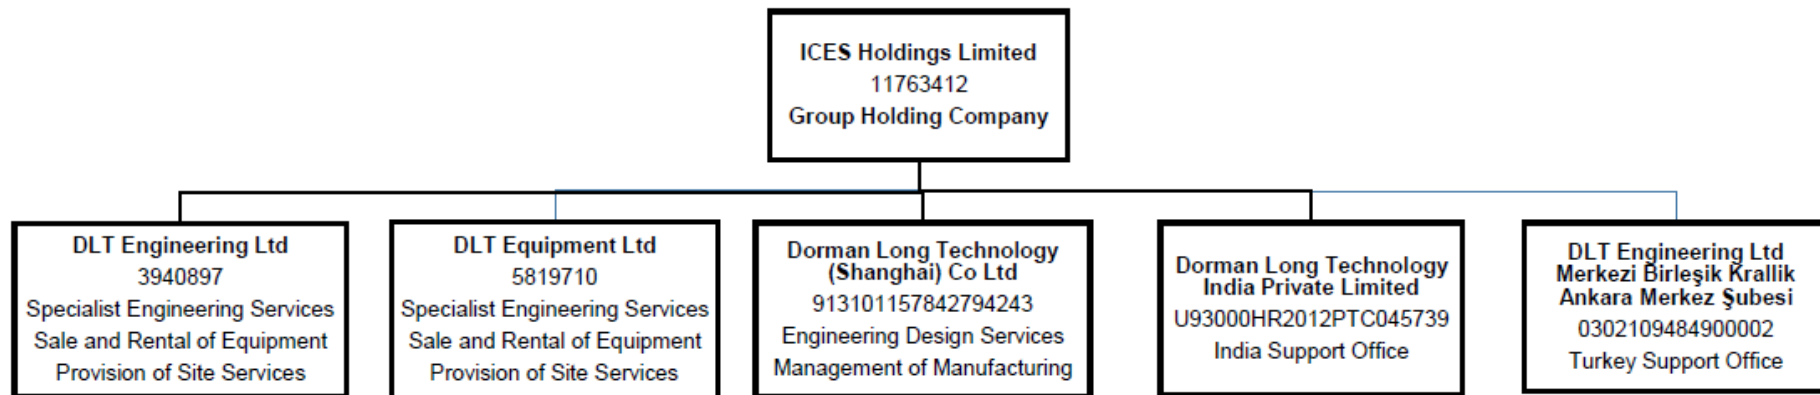 ICES Holdings Limited
11763412
Group Holding Company
DLT Engineering Ltd
3940897
Specialist Engineering Services
Sale and Rental of Equipment
Provision of Site Services
DLT Equipment Ltd
5819710
Specialist Engineering Services
Sale and Rental of Equipment
Provision of Site Services
Dorman Long Technology
(Shanghai) Co Ltd
913101157842794243
Engineering Design Services
Management of Manufacturing
Dorman Long Technology
India Private Limited
U93000HR2012PTC045739
India Support Office
DLT Engineering Ltd
Merkezi Birleşik Krallik
Ankara Merkez Şubesi
0302109484900002
Turkey Support Office